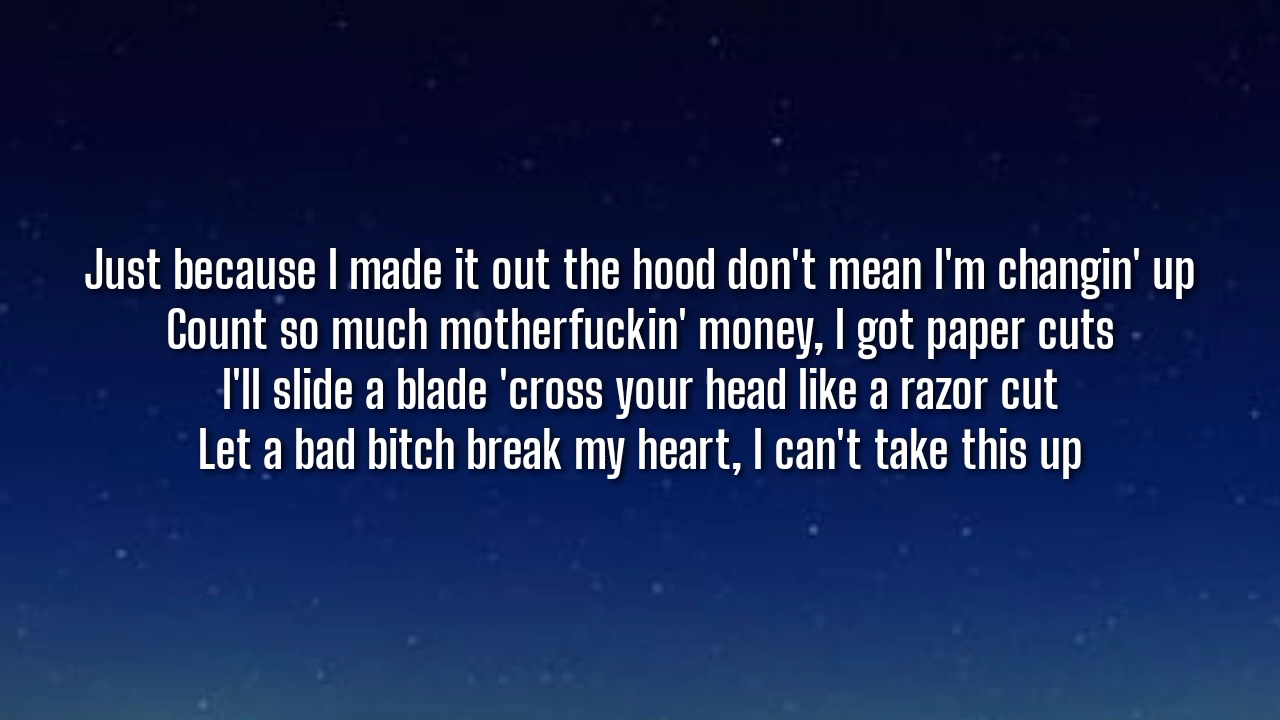 Just because I made it out the hood don't mean I'm changin' up
Count so much motherfuckin' money, I got paper cuts
I'll slide a blade 'cross your head like a razor cut
Let a bad bitch break my heart, I can't take this up